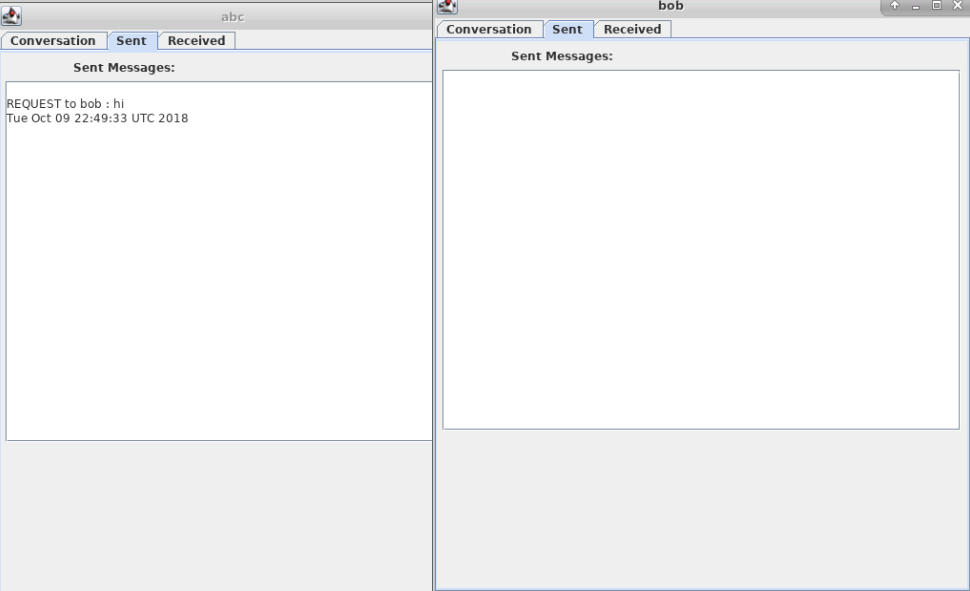 abc
Conversation Sent Received
Sent Messages:
REQUEST to bob : hi
Tue Oct 09 22:49:33 UTC 2018
bob
Conversation Sent Received
Sent Messages: